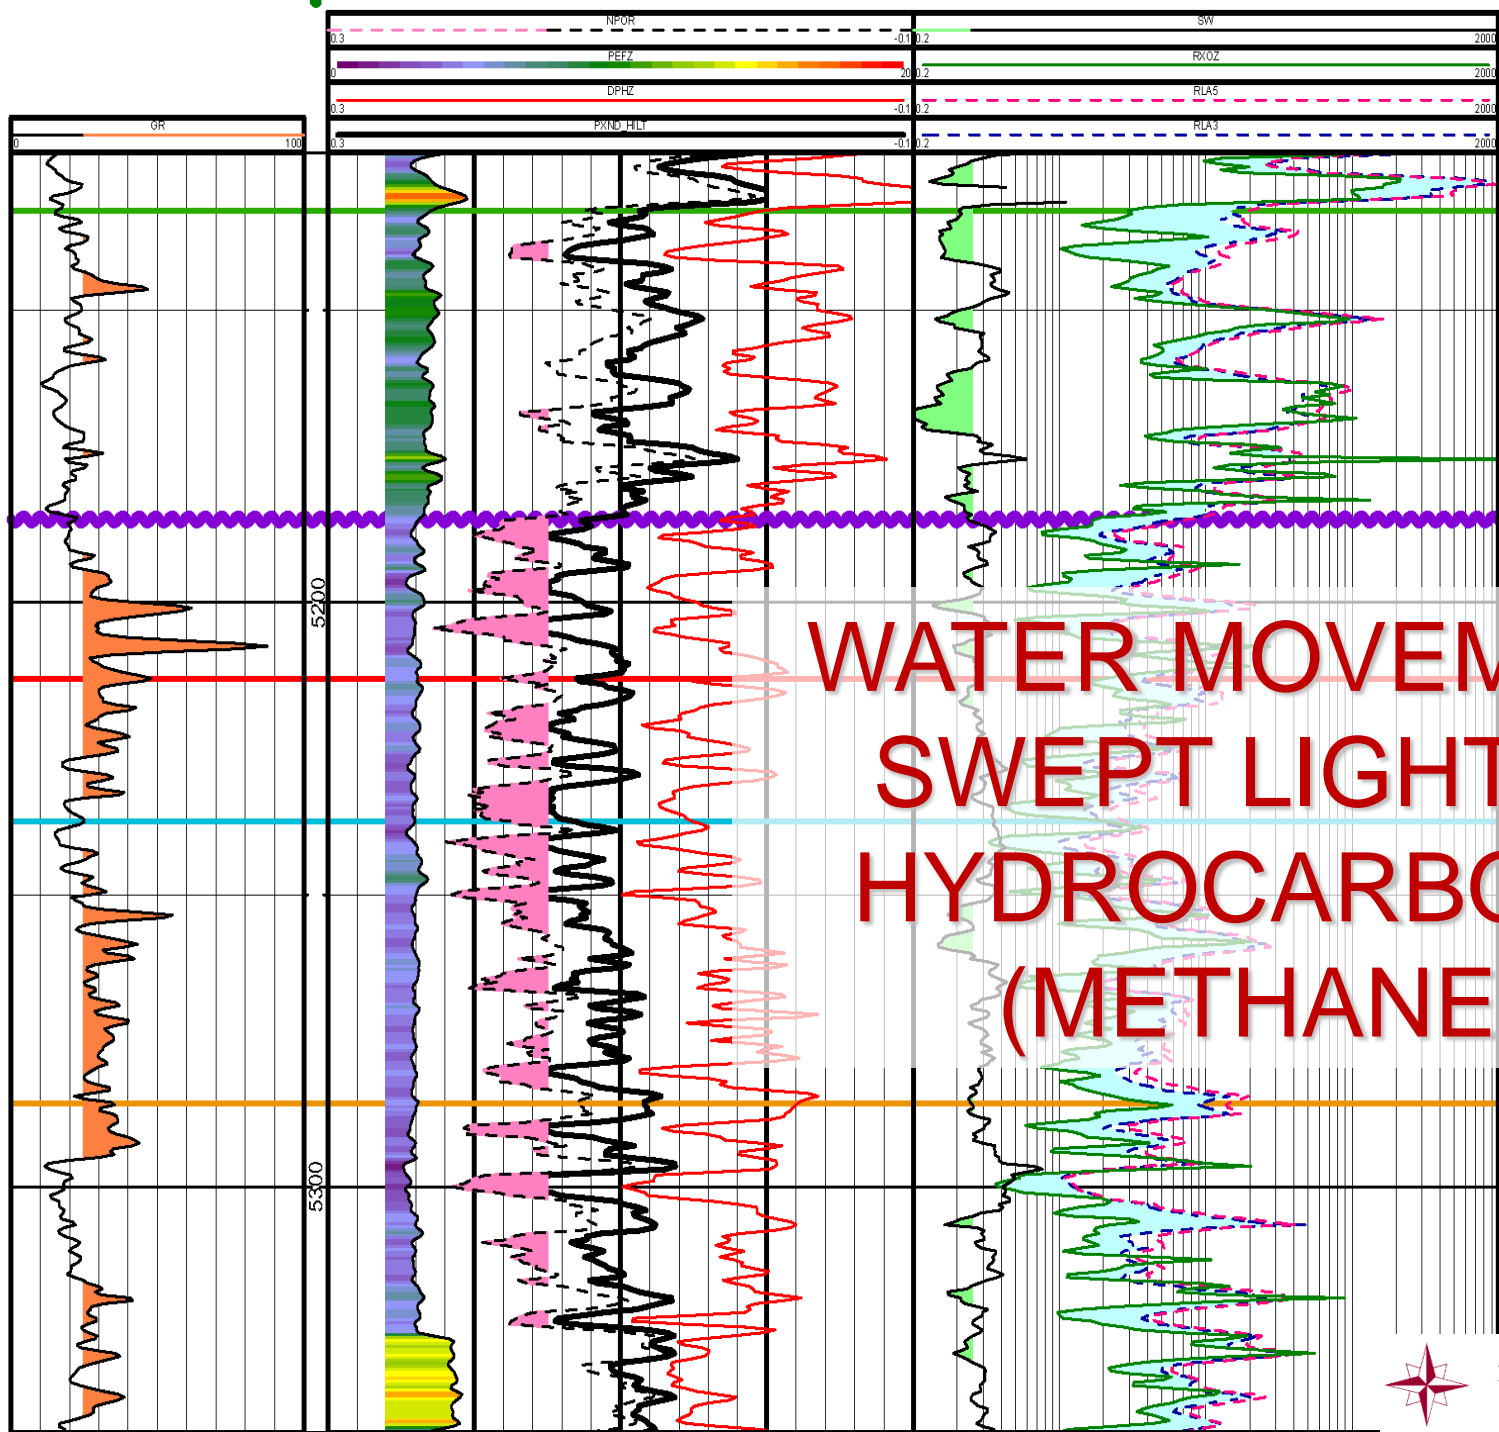 NPOR
0.3 -0.1
SW
0.2 2000
PEFZ
0 20
RXOZ
0.2 2000
DPHZ
0.3 -0.1
RLA5
0.2 2000
GR
0 100
PXND_HILT
0.3 -0.1
RLA3
0.2 2000
5200
WATER MOVEM
SWEPT LIGHT
HYDROCARBO
(METHANE
5300